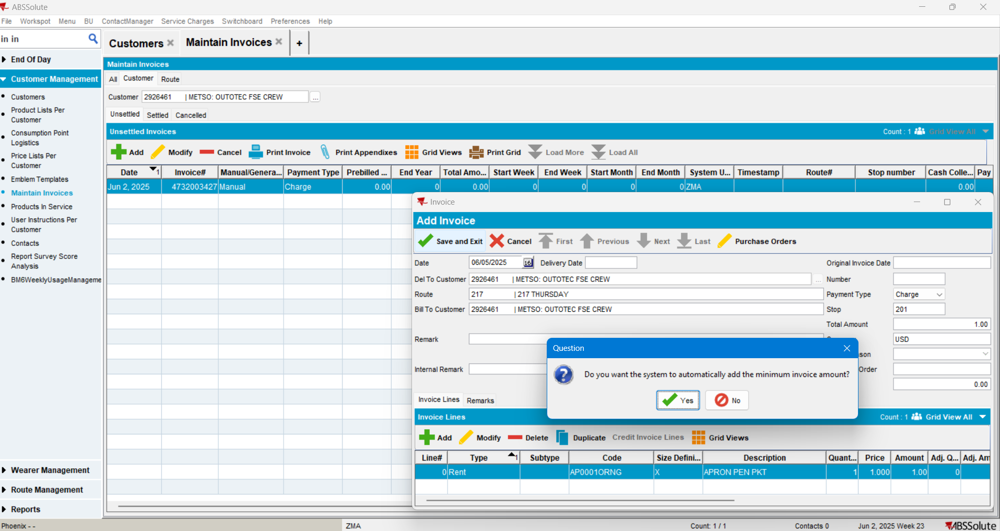 ABSSolute
File Workspot Menu BU ContactManager Service Charges Switchboard Preferences Help
in in
Customers Maintain Invoices +
End Of Day
Customer Management
Customers
Product Lists Per
Customer
Consumption Point
Logistics
Price Lists Per
Customer
Emblem Templates
Maintain Invoices
Products In Service
User Instructions Per
Customer
Contacts
Report Survey Score
Analysis
BM6WeeklyUsageManageme
Wearer Management
Route Management
Reports
Maintain Invoices
All Customer Route
Customer 2926461 | METSO: OUTOTEC FSE CREW ...
Unsettled Settled Cancelled
Unsettled Invoices Count : 1 Grid View All
Add Modify Cancel Print Invoice Print Appendixes Grid Views Print Grid Load More Load All
Date 1 Invoice# Manual/Genera... Payment Type Prebilled ... End Year Total Amo... Start Week End Week Start Month End Month System U... Timestamp Route# Stop number Cash Colle... Pay
Jun 2, 2025 4732003427 Manual Charge 0.00 0 0.00 0 0 0 0 ZMA 0.00
Invoice
Add Invoice
Save and Exit Cancel First Previous Next Last Purchase Orders
Date 06/05/2025 16 Delivery Date Original Invoice Date
Del To Customer 2926461 | METSO: OUTOTEC FSE CREW ... Number
Route 217 | 217 THURSDAY Payment Type Charge
Bill To Customer 2926461 | METSO: OUTOTEC FSE CREW Stop 201
Total Amount 1.00
Remark USD
son
Internal Remark Order
0.00
Question
Do you want the system to automatically add the minimum invoice amount?
Yes No
Invoice Lines Remarks
Invoice Lines Count : 1 Grid View All
Add Modify Delete Duplicate Credit Invoice Lines Grid Views
Line# Type 1 Subtype Code Size Defini... Description Quant... Price Amount Adj. Q... Adj. Am
0 Rent AP0001ORNG X APRON PEN PKT 1 1.000 1.00 0
Phoenix - - ZMA Count: 1 / 1 Contacts 0 Jun 2, 2025 Week 23 ABSSolute